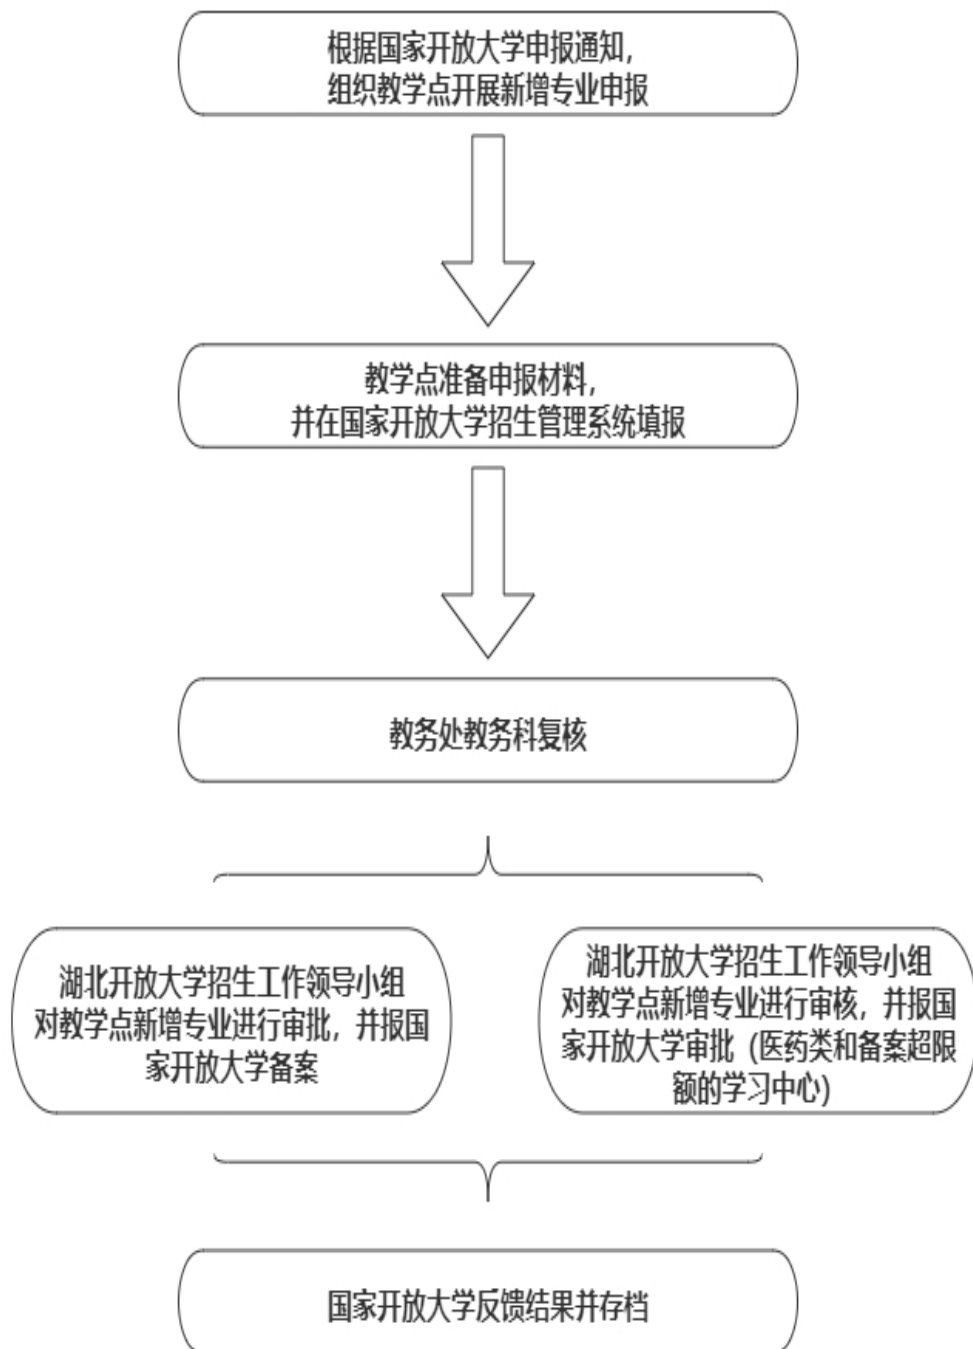 根据国家开放大学申报通知，
组织教学点开展新增专业申报
教学点准备申报材料，
并在国家开放大学招生管理系统填报
教务处教务科复核
湖北开放大学招生工作领导小组
对教学点新增专业进行审批，并报国
家开放大学备案
湖北开放大学招生工作领导小组
对教学点新增专业进行审核，并报国
家开放大学审批（医药类和备案超限
额的学习中心）
国家开放大学反馈结果并存档